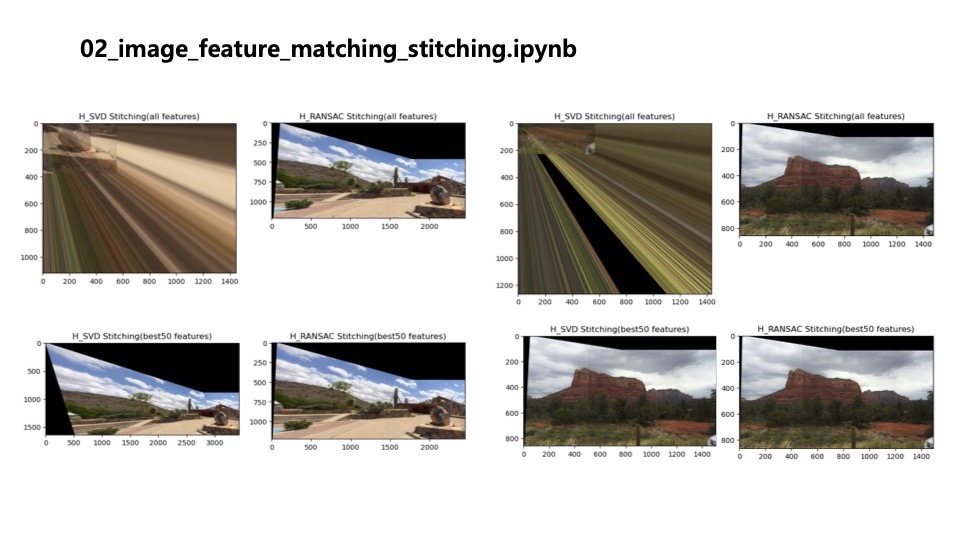 02_image_feature_matching_stitching.ipynb
H_SVD Stitching(all features)
0
200
400
600
800
1000
0 200 400 600 800 1000 1200 1400
H_RANSAC Stitching(all features)
0
250
500
750
1000
0 500 1000 1500 2000
H_SVD Stitching(all features)
0
200
400
600
800
1000
1200
0 200 400 600 800 1000 1200 1400
H_RANSAC Stitching(all features)
0
200
400
600
800
0 200 400 600 800 1000 1200 1400
H_SVD Stitching(best50 features)
0
500
1000
1500
0 500 1000 1500 2000 2500 3000
H_RANSAC Stitching(best50 features)
0
250
500
750
1000
0 500 1000 1500 2000
H_SVD Stitching(best50 features)
0
200
400
600
800
0 200 400 600 800 1000 1200 1400
H_RANSAC Stitching(best50 features)
0
200
400
600
800
0 200 400 600 800 1000 1200 1400